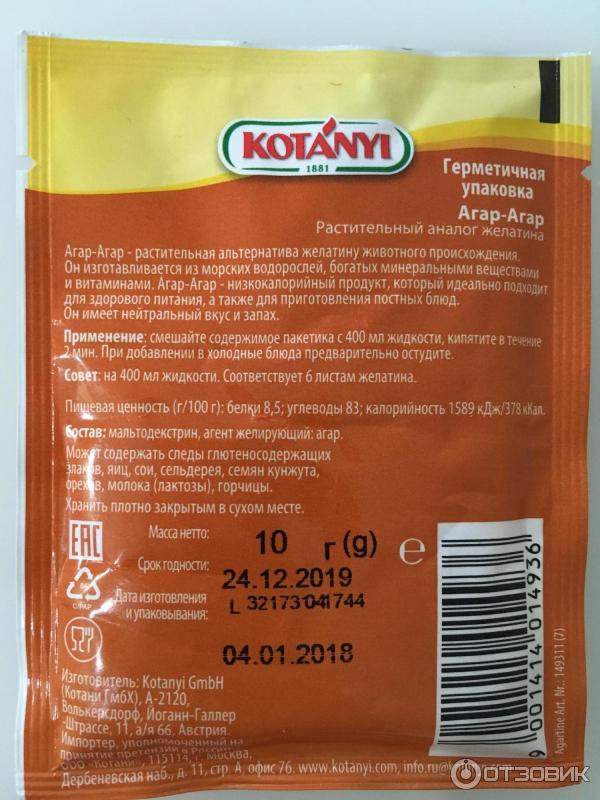 KOTÁNYI
1881
Герметичная
упаковка
Агар-Агар
Растительный аналог желатина
Агар-Агар - растительная альтернатива желатину животного происхождения.
Он изготавливается из морских водорослей, богатых минеральными веществами
и витаминами. Агар-Агар - низкокалорийный продукт, который идеально подходит
для здорового питания, а также для приготовления постных блюд.
Он имеет нейтральный вкус и запах.
Применение: смешайте содержимое пакетика с 400 мл жидкости, кипятите в течение
2 мин. При добавлении в холодные блюда предварительно остудите.
Совет: на 400 мл жидкости. Соответствует 6 листам желатина.
Пищевая ценность (г/100 г): белки 8,5; углеводы 83; калорийность 1589 кДж/378 кКал.
Состав: мальтодекстрин, агент желирующий: агар.
Может содержать следы глютеносодержащих
злаков, яиц, сои, сельдерея, семян кунжута,
орехов, молока (лактозы), горчицы.
Хранить плотно закрытым в сухом месте.
EAC
Масса нетто: 10 г (g) e
Срок годности: 24.12.2019
Дата изготовления
и упаковывания: L 32173041744
04.01.2018
C/PAP
Изготовитель: Kotanyi GmbH
(Котани ГмбХ), А-2120,
Волькерсдорф, Йоганн-Галлер
-Штрассе, 11, а/я 66, Австрия.
Импортер, уполномоченный на
принятие претензий в России:
ООО «Котани», 115114, г. Москва,
Дербеневская наб., д. 11, стр. А, офис 76. www.kotanyi.com, info.ru@kotanyi.com
9 001414 014936
Agartine Art. Nr.: 149311 (7)
ОТЗОВИК